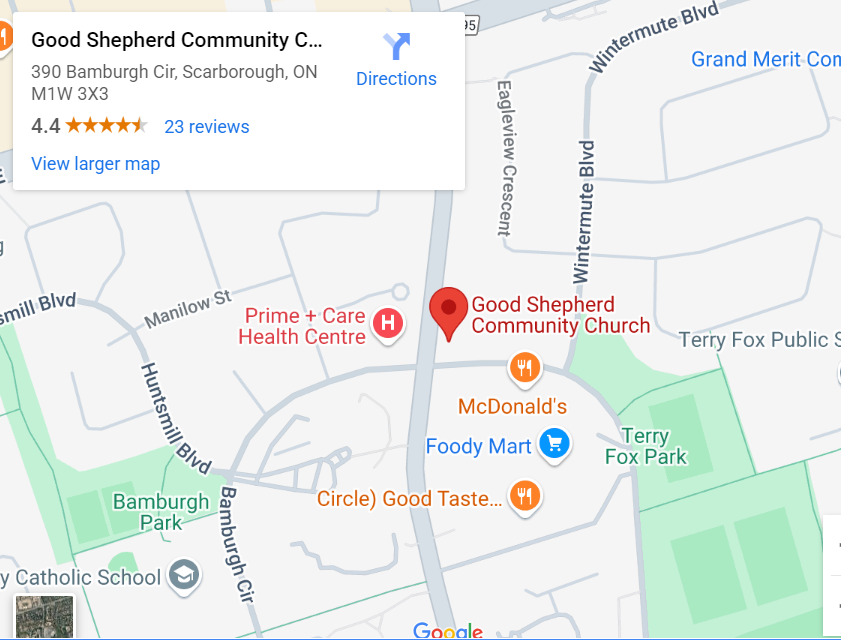 Good Shepherd Community C...
390 Bamburgh Cir, Scarborough, ON
M1W 3X3
4.4
23 reviews
Directions
View larger map
95
Wintermute Blvd
Grand Merit Com
Eagleview Crescent
Wintermute Blvd
smill Blvd
Manilow St
Prime + Care
Health Centre
Good Shepherd
Community Church
Terry Fox Public S
McDonald's
Huntsmill Blvd
Foody Mart
Terry
Fox Park
Circle) Good Taste...
Bamburgh
Park
Bamburgh Cir
y Catholic School
Google